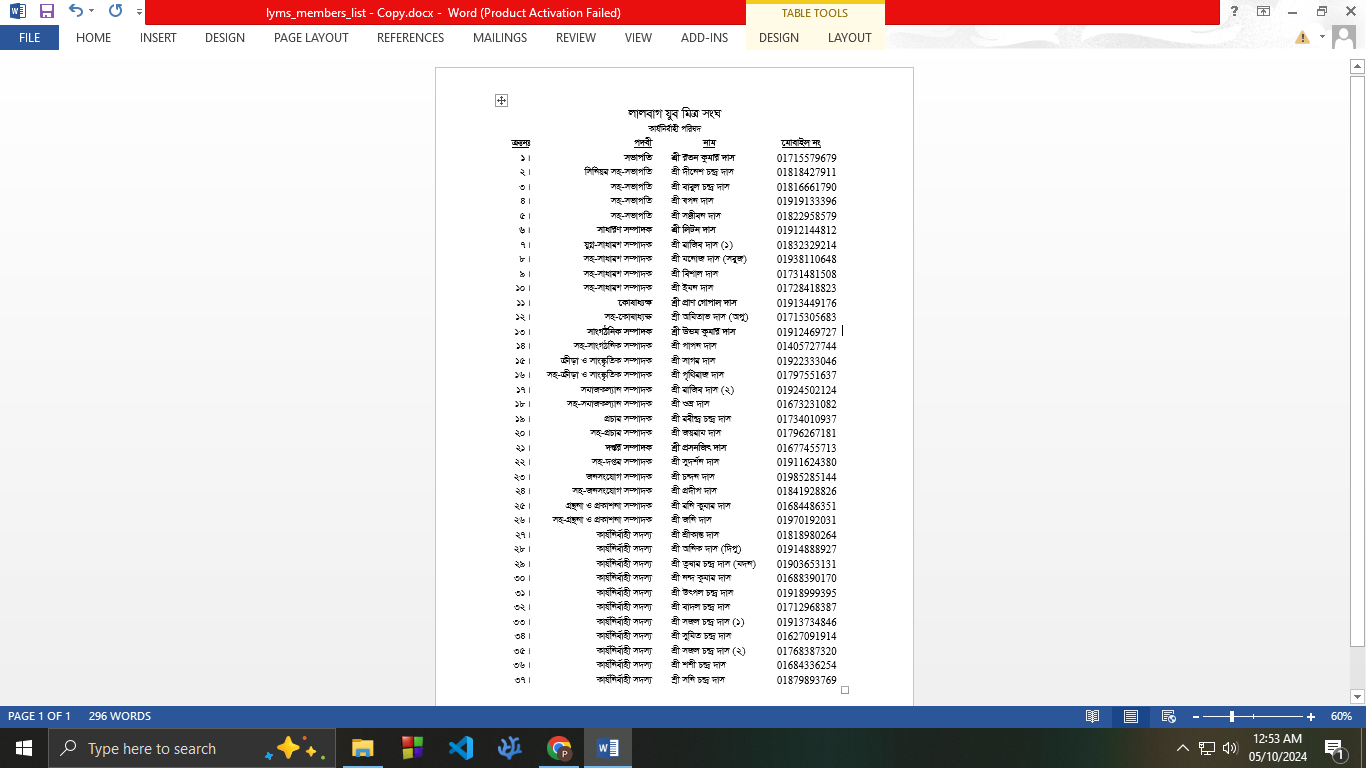 lyms_members_list - Copy.docx - Word (Product Activation Failed)
TABLE TOOLS
FILE HOME INSERT DESIGN PAGE LAYOUT REFERENCES MAILINGS REVIEW VIEW ADD-INS DESIGN LAYOUT
লালবাগ যুব মিত্র সংঘ
কার্যনির্বাহী পরিষদ
ক্রমনং পদবী নাম মোবাইল নং
১। সভাপতি শ্রী রতন কুমার দাস 01715579679
২। সিনিয়র সহ-সভাপতি শ্রী দীনেশ চন্দ্র দাস 01818427911
৩। সহ-সভাপতি শ্রী বাবুল চন্দ্র দাস 01816661790
৪। সহ-সভাপতি শ্রী স্বপন দাস 01919133396
৫। সহ-সভাপতি শ্রী সঞ্জীবন দাস 01822958579
৬। সাধারণ সম্পাদক শ্রী লিটন দাস 01912144812
৭। যুগ্ম-সাধারণ সম্পাদক শ্রী রাজিব দাস (১) 01832329214
৮। সহ-সাধারণ সম্পাদক শ্রী মনোজ দাস (সবুজ) 01938110648
৯। সহ-সাধারণ সম্পাদক শ্রী বিশাল দাস 01731481508
১০। সহ-সাধারণ সম্পাদক শ্রী ইমন দাস 01728418823
১১। কোষাধ্যক্ষ শ্রী প্রাণ গোপাল দাস 01913449176
১২। সহ-কোষাধ্যক্ষ শ্রী অমিতাভ দাস (অপু) 01715305683
১৩। সাংগঠনিক সম্পাদক শ্রী উত্তম কুমার দাস 01912469727
১৪। সহ-সাংগঠনিক সম্পাদক শ্রী পাপন দাস 01405727744
১৫। ক্রীড়া ও সাংস্কৃতিক সম্পাদক শ্রী সাগর দাস 01922333046
১৬। সহ-ক্রীড়া ও সাংস্কৃতিক সম্পাদক শ্রী পৃথিরাজ দাস 01797551637
১৭। সমাজকল্যান সম্পাদক শ্রী রাজিব দাস (২) 01924502124
১৮। সহ-সমাজকল্যান সম্পাদক শ্রী শুভ্র দাস 01673231082
১৯। প্রচার সম্পাদক শ্রী রবীন্দ্র চন্দ্র দাস 01734010937
২০। সহ-প্রচার সম্পাদক শ্রী জয়রাম দাস 01796267181
২১। দপ্তর সম্পাদক শ্রী প্রসনজিৎ দাস 01677455713
২২। সহ-দপ্তর সম্পাদক শ্রী সুদর্শন দাস 01911624380
২৩। জনসংযোগ সম্পাদক শ্রী চন্দন দাস 01985285144
২৪। সহ-জনসংযোগ সম্পাদক শ্রী প্রদীপ দাস 01841928826
২৫। গ্রন্থনা ও প্রকাশনা সম্পাদক শ্রী মনি কুমার দাস 01684486351
২৬। সহ-গ্রন্থনা ও প্রকাশনা সম্পাদক শ্রী জনি দাস 01970192031
২৭। কার্যনির্বাহী সদস্য শ্রী শ্রীকান্ত দাস 01818980264
২৮। কার্যনির্বাহী সদস্য শ্রী অনিক দাস (দিপু) 01914888927
২৯। কার্যনির্বাহী সদস্য শ্রী তুষার চন্দ্র দাস (মদন) 01903653131
৩০। কার্যনির্বাহী সদস্য শ্রী নন্দ কুমার দাস 01688390170
৩১। কার্যনির্বাহী সদস্য শ্রী উৎপল চন্দ্র দাস 01918999395
৩২। কার্যনির্বাহী সদস্য শ্রী বাদল চন্দ্র দাস 01712968387
৩৩। কার্যনির্বাহী সদস্য শ্রী সজল চন্দ্র দাস (১) 01913734846
৩৪। কার্যনির্বাহী সদস্য শ্রী সুমিত চন্দ্র দাস 01627091914
৩৫। কার্যনির্বাহী সদস্য শ্রী সজল চন্দ্র দাস (২) 01768387320
৩৬। কার্যনির্বাহী সদস্য শ্রী শশী চন্দ্র দাস 01684336254
৩৭। কার্যনির্বাহী সদস্য শ্রী সনি চন্দ্র দাস 01879893769
PAGE 1 OF 1 296 WORDS 60%
Type here to search
12:53 AM
05/10/2024